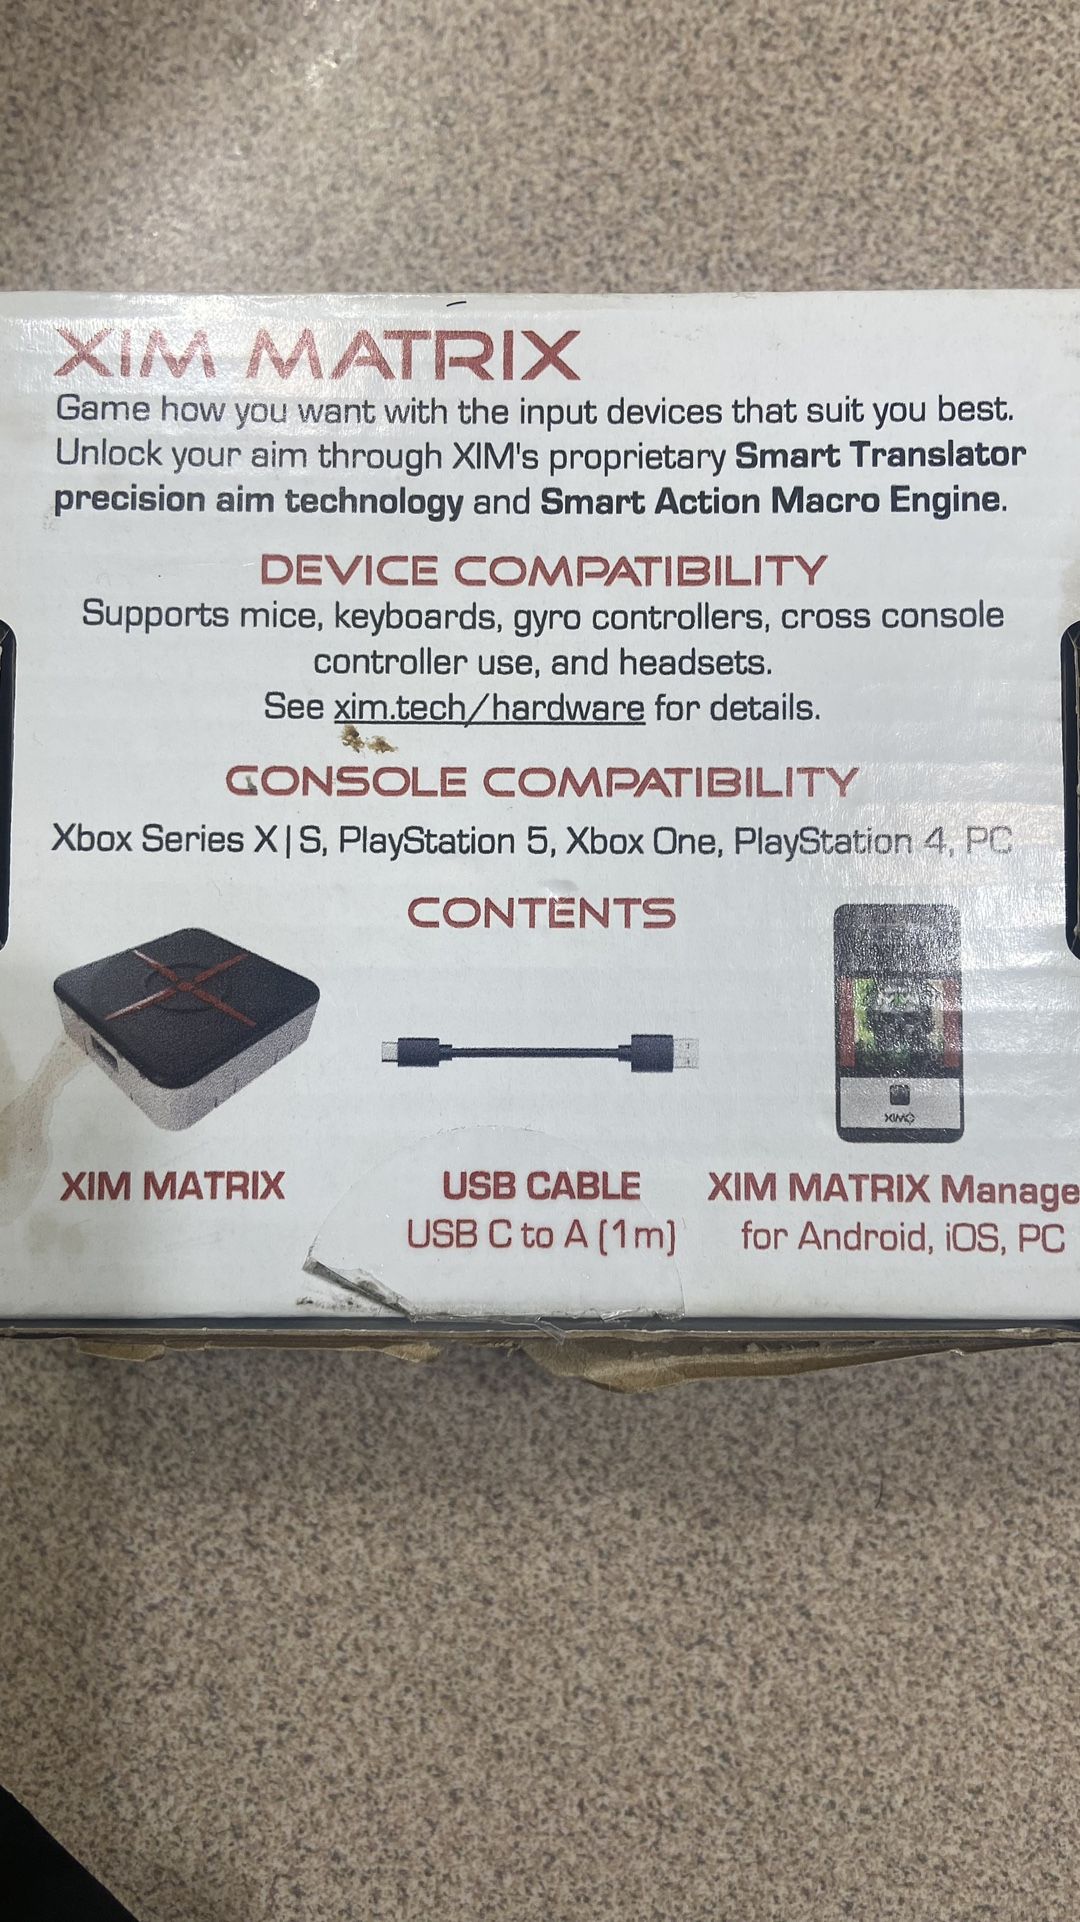 XIM MATRIX
Game how you want with the input devices that suit you best.
Unlock your aim through XIM's proprietary Smart Translator
precision aim technology and Smart Action Macro Engine.
DEVICE COMPATIBILITY
Supports mice, keyboards, gyro controllers, cross console
controller use, and headsets.
See xim.tech/hardware for details.
CONSOLE COMPATIBILITY
Xbox Series X|S, PlayStation 5, Xbox One, PlayStation 4, PC
CONTENTS
XIM
XIM MATRIX
USB CABLE
USB C to A (1m)
XIM MATRIX Manage
for Android, iOS, PC